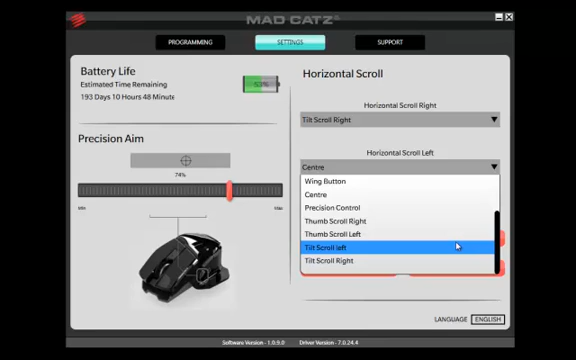 MAD CATZ
PROGRAMMING
SETTINGS
SUPPORT
Battery Life
Estimated Time Remaining
193 Days 10 Hours 48 Minute
53%
Precision Aim
74%
Min
Max
Horizontal Scroll
Horizontal Scroll Right
Tilt Scroll Right
Horizontal Scroll Left
Centre
Wing Button
Centre
Precision Control
Thumb Scroll Right
Thumb Scroll Left
Tilt Scroll left
Tilt Scroll Right
LANGUAGE
ENGLISH
Software Version - 1.0.9.0
Driver Version - 7.0.24.4